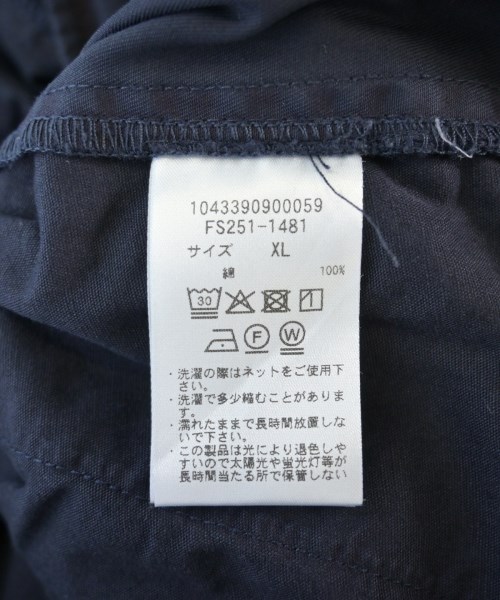 1043390900059
FS251-1481
サイズ XL
綿 100%
30
F W
・洗濯の際はネットをご使用下
さい。
・洗濯で多少縮むことがありま
す。
・濡れたままで長時間放置しな
いで下さい。
・この製品は光により退色しや
すいので太陽光や蛍光灯等が
長時間当たる所で保管しない